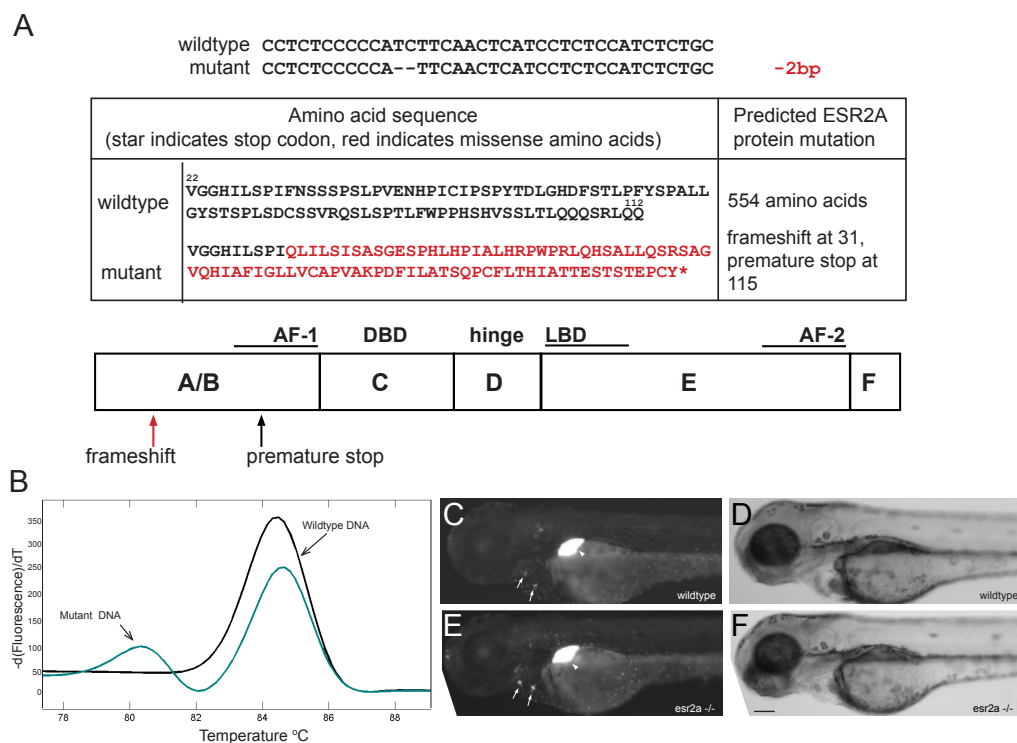 A
wildtype CCTCTCCCCCATCTTCAACTCATCCTCTCCATCTCTGC
mutant CCTCTCCCCCA--TTCAACTCATCCTCTCCATCTCTGC -2bp
Amino acid sequence
(star indicates stop codon, red indicates missense amino acids)
Predicted ESR2A
protein mutation
22
wildtype
VGGHILSPIFNSSSPSLPVENHPICIPSPYTDLGHDFSTLPFYSPALL
112
GYSTSPLSDCSSVRQSLSPTLFWPPHSHVSSLTLQQQSRLQQ
554 amino acids
mutant
VGGHILSPIQLILSISASGESPHLHPIALHRPWPRLQHSALLQSRSAG
VQHIAFIGLLVCAPVAKPDFILATSQPCFLTHIATTESTSTEPCY*
frameshift at 31,
premature stop at
115
AF-1 DBD hinge LBD AF-2
A/B C D E F
frameshift premature stop
B
-d(Fluorescence)/dT
350
300
250
200
150
100
50
0
Wildtype DNA
Mutant DNA
78 80 82 84 86 88
Temperature °C
C
wildtype
D
wildtype
E
esr2a -/-
F
esr2a -/-